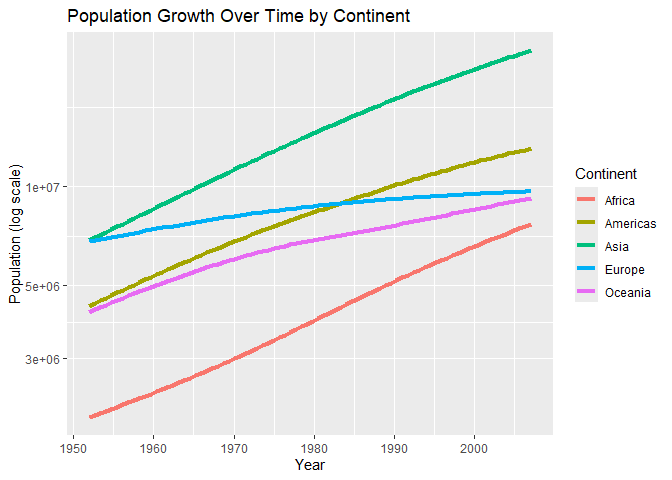 Population Growth Over Time by Continent
Population (log scale)
1e+07
5e+06
3e+06
1950 1960 1970 1980 1990 2000
Year
Continent
Africa
Americas
Asia
Europe
Oceania